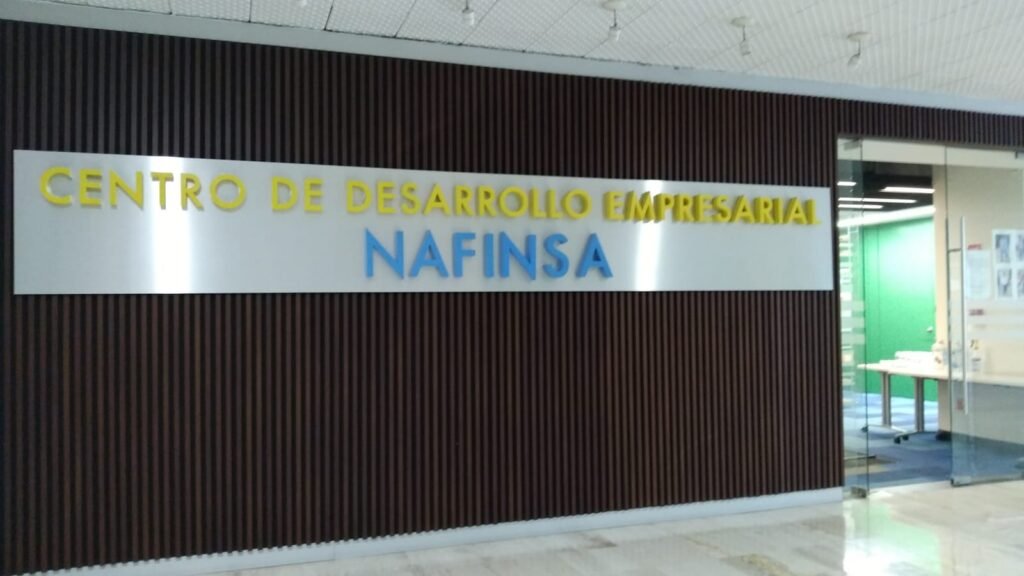 CENTRO DE DESARROLLO EMPRESARIAL
NAFINSA